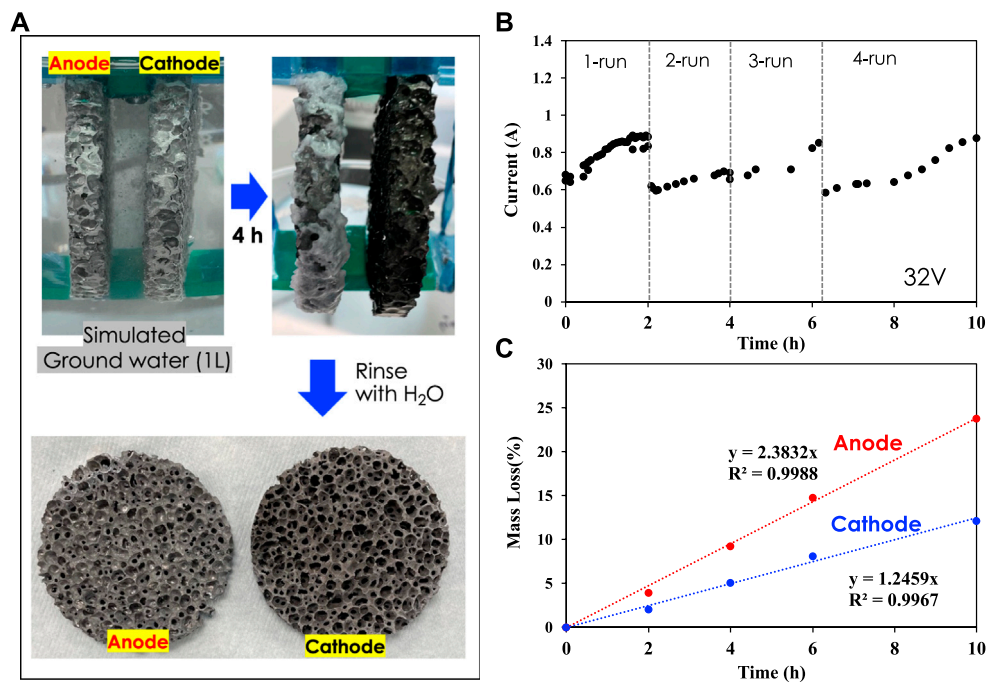 A
Anode
Cathode
4 h
Simulated
Ground water (1L)
Rinse
with H₂O
Anode
Cathode
B
1.4
1.2
1
0.8
0.6
0.4
0.2
0
Current (A)
1-run
2-run
3-run
4-run
32V
0
2
4
6
8
10
Time (h)
C
30
25
20
15
10
5
0
Mass Loss(%)
y = 2.3832x
R² = 0.9988
Anode
Cathode
y = 1.2459x
R² = 0.9967
0
2
4
6
8
10
Time (h)